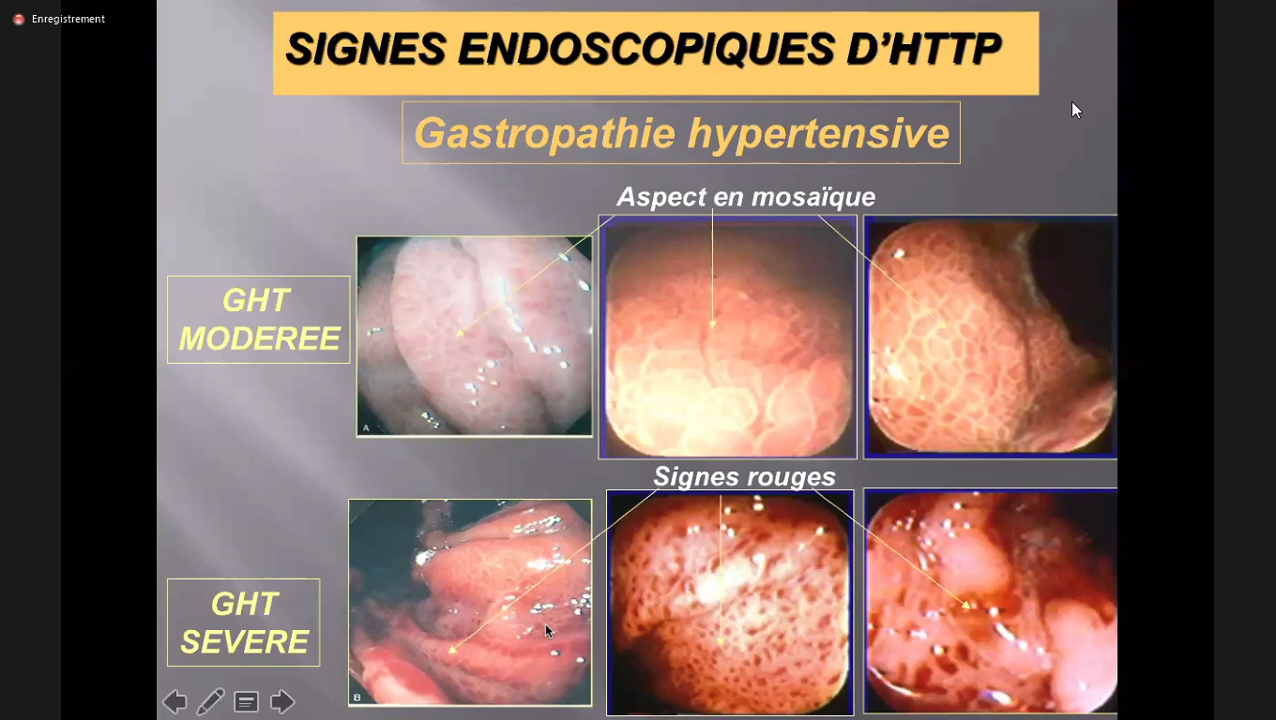 Enregistrement
SIGNES ENDOSCOPIQUES D’HTTP
Gastropathie hypertensive
Aspect en mosaïque
GHT
MODEREE
A
Signes rouges
GHT
SEVERE
B